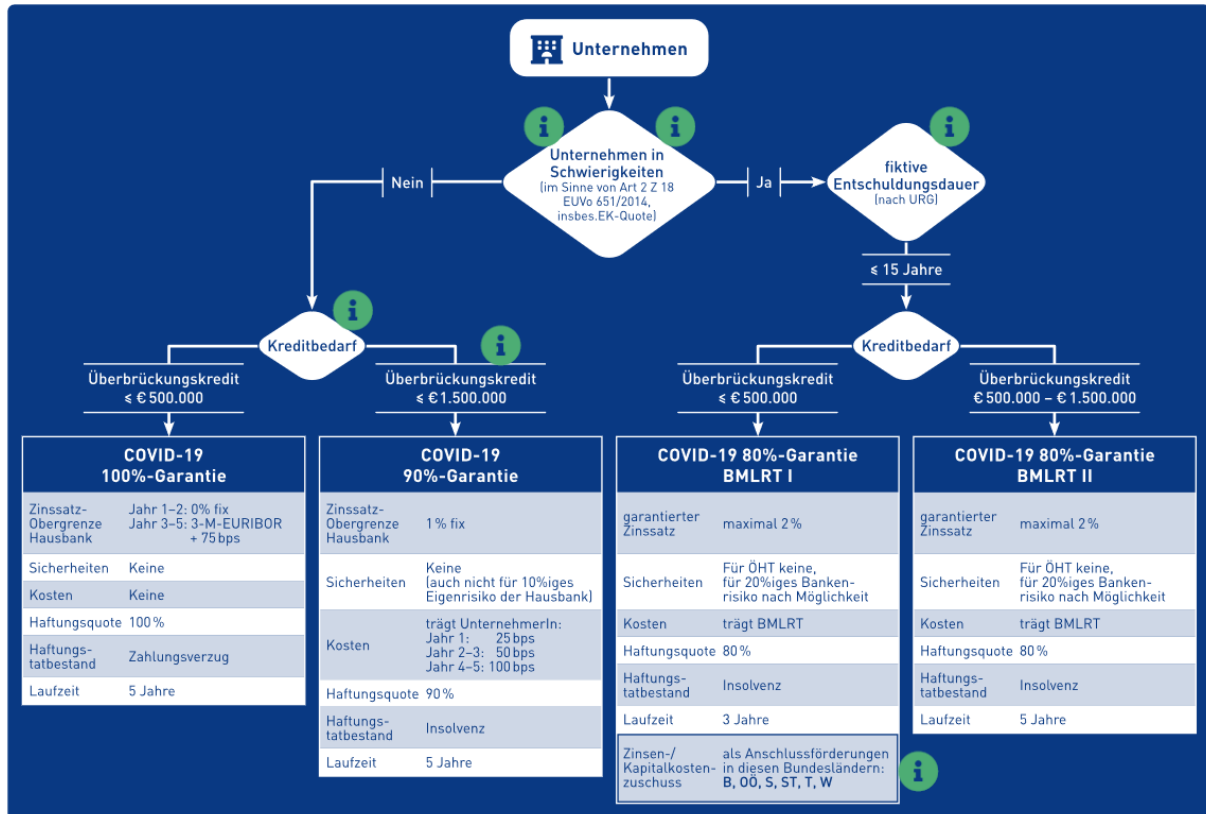 Unternehmen
Unternehmen in
Schwierigkeiten
(im Sinne von Art 2 Z 18
EUVo 651/2014,
insbes.EK-Quote)
Nein
Ja
fiktive
Entschuldungsdauer
(nach URG)
≤ 15 Jahre
Kreditbedarf
Kreditbedarf
Überbrückungskredit
≤ € 500.000
Überbrückungskredit
≤ € 1.500.000
Überbrückungskredit
≤ € 500.000
Überbrückungskredit
€ 500.000 – € 1.500.000
COVID-19
100%-Garantie
Zinssatz-
Obergrenze
Hausbank
Jahr 1–2: 0% fix
Jahr 3–5: 3-M-EURIBOR
+ 75 bps
Sicherheiten Keine
Kosten Keine
Haftungsquote 100 %
Haftungs-
tatbestand
Zahlungsverzug
Laufzeit 5 Jahre
COVID-19
90%-Garantie
Zinssatz-
Obergrenze
Hausbank
1 % fix
Sicherheiten
Keine
(auch nicht für 10%iges
Eigenrisiko der Hausbank)
Kosten
trägt UnternehmerIn:
Jahr 1: 25 bps
Jahr 2–3: 50 bps
Jahr 4–5: 100 bps
Haftungsquote 90 %
Haftungs-
tatbestand
Insolvenz
Laufzeit 5 Jahre
COVID-19 80%-Garantie
BMLRT I
garantierter
Zinssatz
maximal 2 %
Sicherheiten
Für ÖHT keine,
für 20%iges Banken-
risiko nach Möglichkeit
Kosten trägt BMLRT
Haftungsquote 80 %
Haftungs-
tatbestand
Insolvenz
Laufzeit 3 Jahre
Zinsen-/
Kapitalkosten-
zuschuss
als Anschlussförderungen
in diesen Bundesländern:
B, OÖ, S, ST, T, W
COVID-19 80%-Garantie
BMLRT II
garantierter
Zinssatz
maximal 2 %
Sicherheiten
Für ÖHT keine,
für 20%iges Banken-
risiko nach Möglichkeit
Kosten trägt BMLRT
Haftungsquote 80 %
Haftungs-
tatbestand
Insolvenz
Laufzeit 5 Jahre